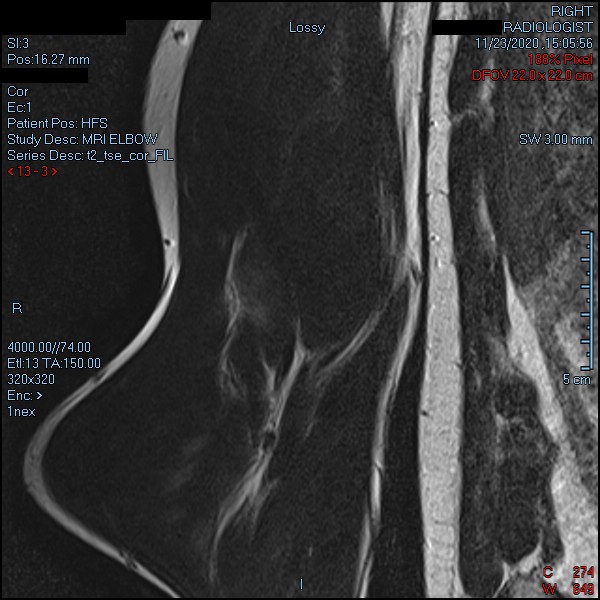 Lossy
RIGHT
RADIOLOGIST
SI:3
11/23/2020 ,15:05:56
Pos:16.27 mm
188% Pixel
DFOV 22.0 x 22.0 cm
Cor
Ec:1
Patient Pos: HFS
Study Desc: MRI ELBOW
SW 3.00 mm
Series Desc: t2_tse_cor_FIL
< 13 - 3 >
R
4000.00//74.00
Etl:13 TA:150.00
320x320
5 cm
Enc: >
1nex
I
C 274
W 649